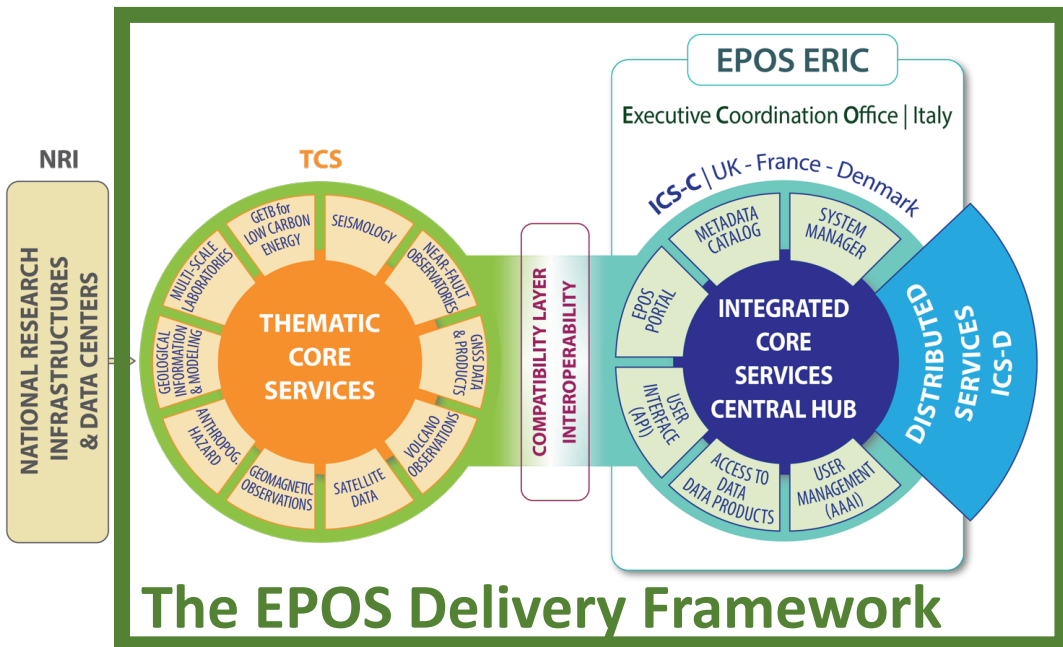 NRI
NATIONAL RESEARCH
INFRASTRUCTURES
& DATA CENTERS
TCS
GETB for
LOW CARBON
ENERGY
SEISMOLOGY
NEAR-FAULT
OBSERVATORIES
GNSS DATA
& PRODUCTS
VOLCANO
OBSERVATIONS
SATELLITE
DATA
GEOMAGNETIC
OBSERVATIONS
ANTHROPOG.
HAZARD
GEOLOGICAL
INFORMATION
& MODELING
MULTI-SCALE
LABORATORIES
THEMATIC
CORE
SERVICES
COMPATIBILITY LAYER
INTEROPERABILITY
EPOS ERIC
Executive Coordination Office | Italy
ICS-C | UK - France - Denmark
METADATA
CATALOG
SYSTEM
MANAGER
EPOS
PORTAL
USER
INTERFACE
(API)
ACCESS TO
DATA
DATA PRODUCTS
USER
MANAGEMENT
(AAAI)
INTEGRATED
CORE
SERVICES
CENTRAL HUB
DISTRIBUTED
SERVICES
ICS-D
The EPOS Delivery Framework